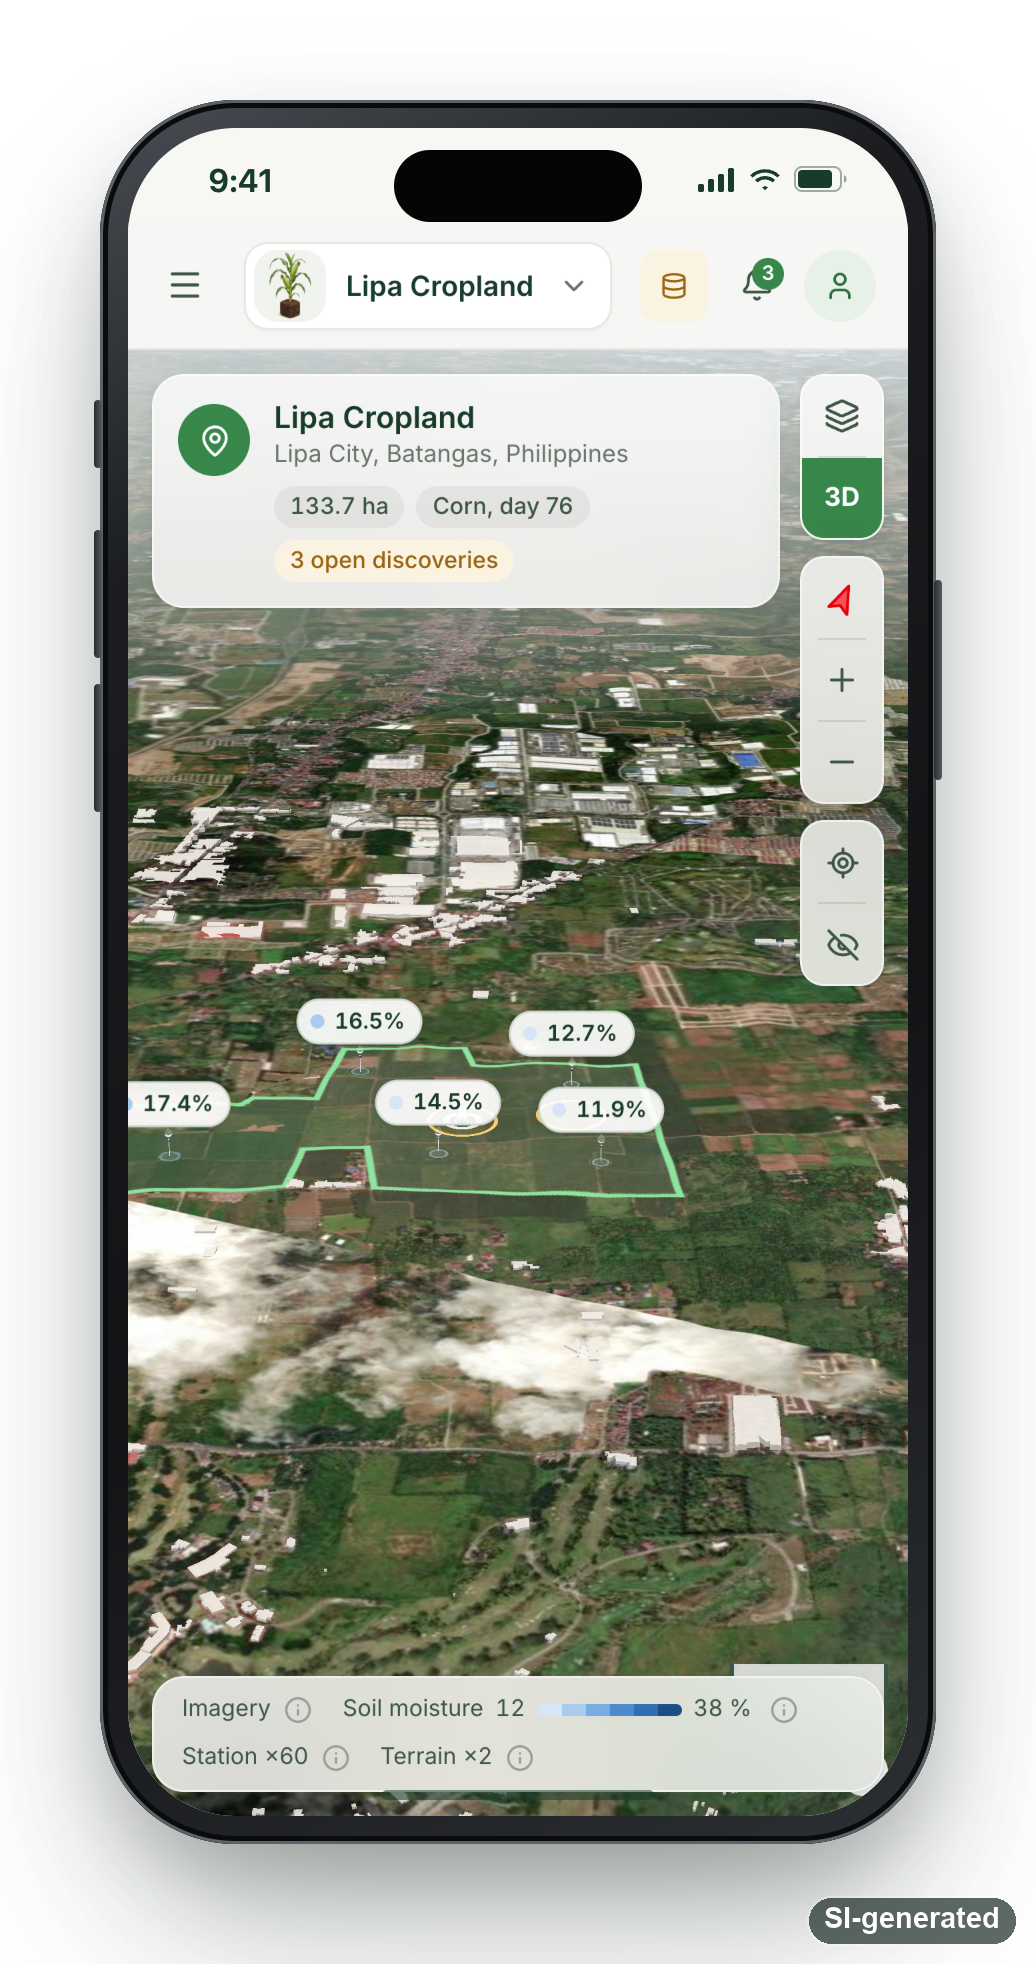 9:41
Lipa Cropland
3
Lipa Cropland
Lipa City, Batangas, Philippines
133.7 ha
Corn, day 76
3 open discoveries
3D
16.5%
12.7%
17.4%
14.5%
11.9%
Imagery
Soil moisture 12 38 %
Station ×60
Terrain ×2
SI-generated